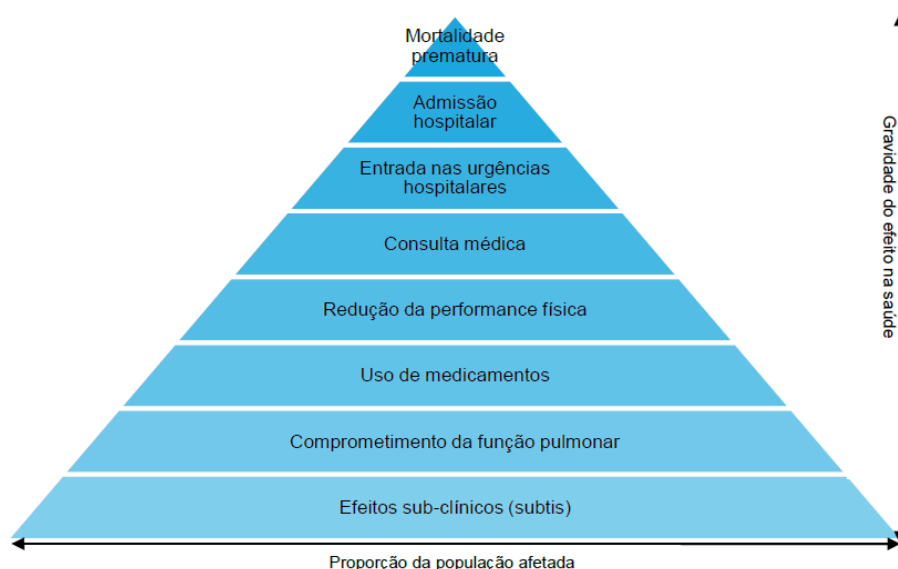 Mortalidade
prematura
Admissão
hospitalar
Entrada nas urgências
hospitalares
Consulta médica
Redução da performance física
Uso de medicamentos
Comprometimento da função pulmonar
Efeitos sub-clínicos (subtis)
Proporção da população afetada
Gravidade do efeito na saúde